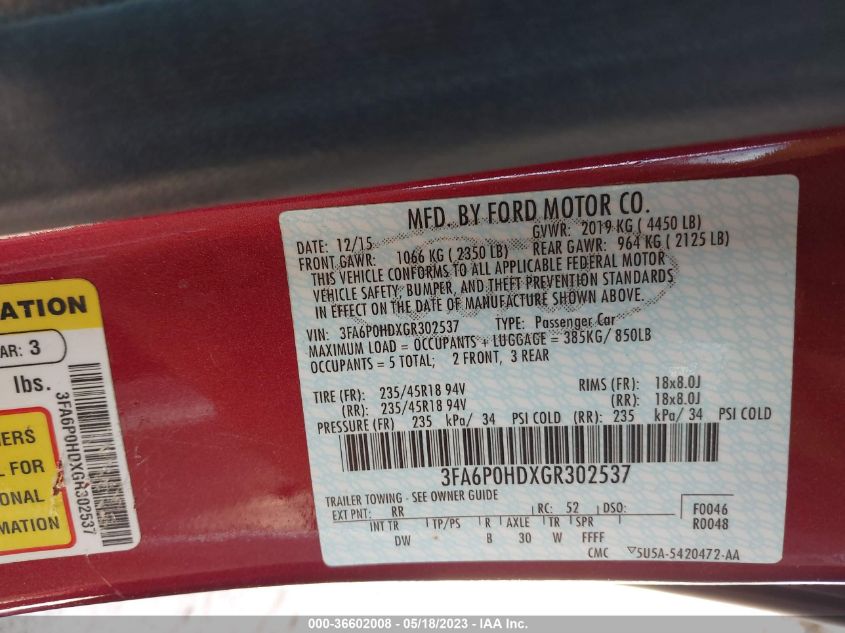 MFD. BY FORD MOTOR CO.
DATE: 12/15 GVWR: 2019 KG ( 4450 LB)
FRONT GAWR: 1066 KG ( 2350 LB) REAR GAWR: 964 KG ( 2125 LB)
THIS VEHICLE CONFORMS TO ALL APPLICABLE FEDERAL MOTOR
VEHICLE SAFETY, BUMPER, AND THEFT PREVENTION STANDARDS
IN EFFECT ON THE DATE OF MANUFACTURE SHOWN ABOVE.
VIN: 3FA6P0HDXGR302537 TYPE: Passenger Car
MAXIMUM LOAD = OCCUPANTS + LUGGAGE = 385KG/ 850LB
OCCUPANTS = 5 TOTAL; 2 FRONT, 3 REAR
TIRE (FR): 235/45R18 94V RIMS (FR): 18x8.0J
(RR): 235/45R18 94V (RR): 18x8.0J
PRESSURE (FR) 235 kPa/ 34 PSI COLD (RR): 235 kPa/ 34 PSI COLD
3FA6P0HDXGR302537
TRAILER TOWING - SEE OWNER GUIDE
EXT PNT: RR RC: 52 DSO: F0046
INT TR TP/PS R AXLE TR SPR R0048
DW B 30 W FFFF
CMC 5U5A-5420472-AA
ATION
AR: 3
lbs.
ERS
L FOR
ONAL
MATION
3FA6P0HDXGR302537
000-36602008 - 05/18/2023 - IAA Inc.